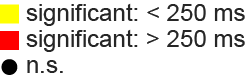 significant: < 250 ms
significant: > 250 ms
n.s.